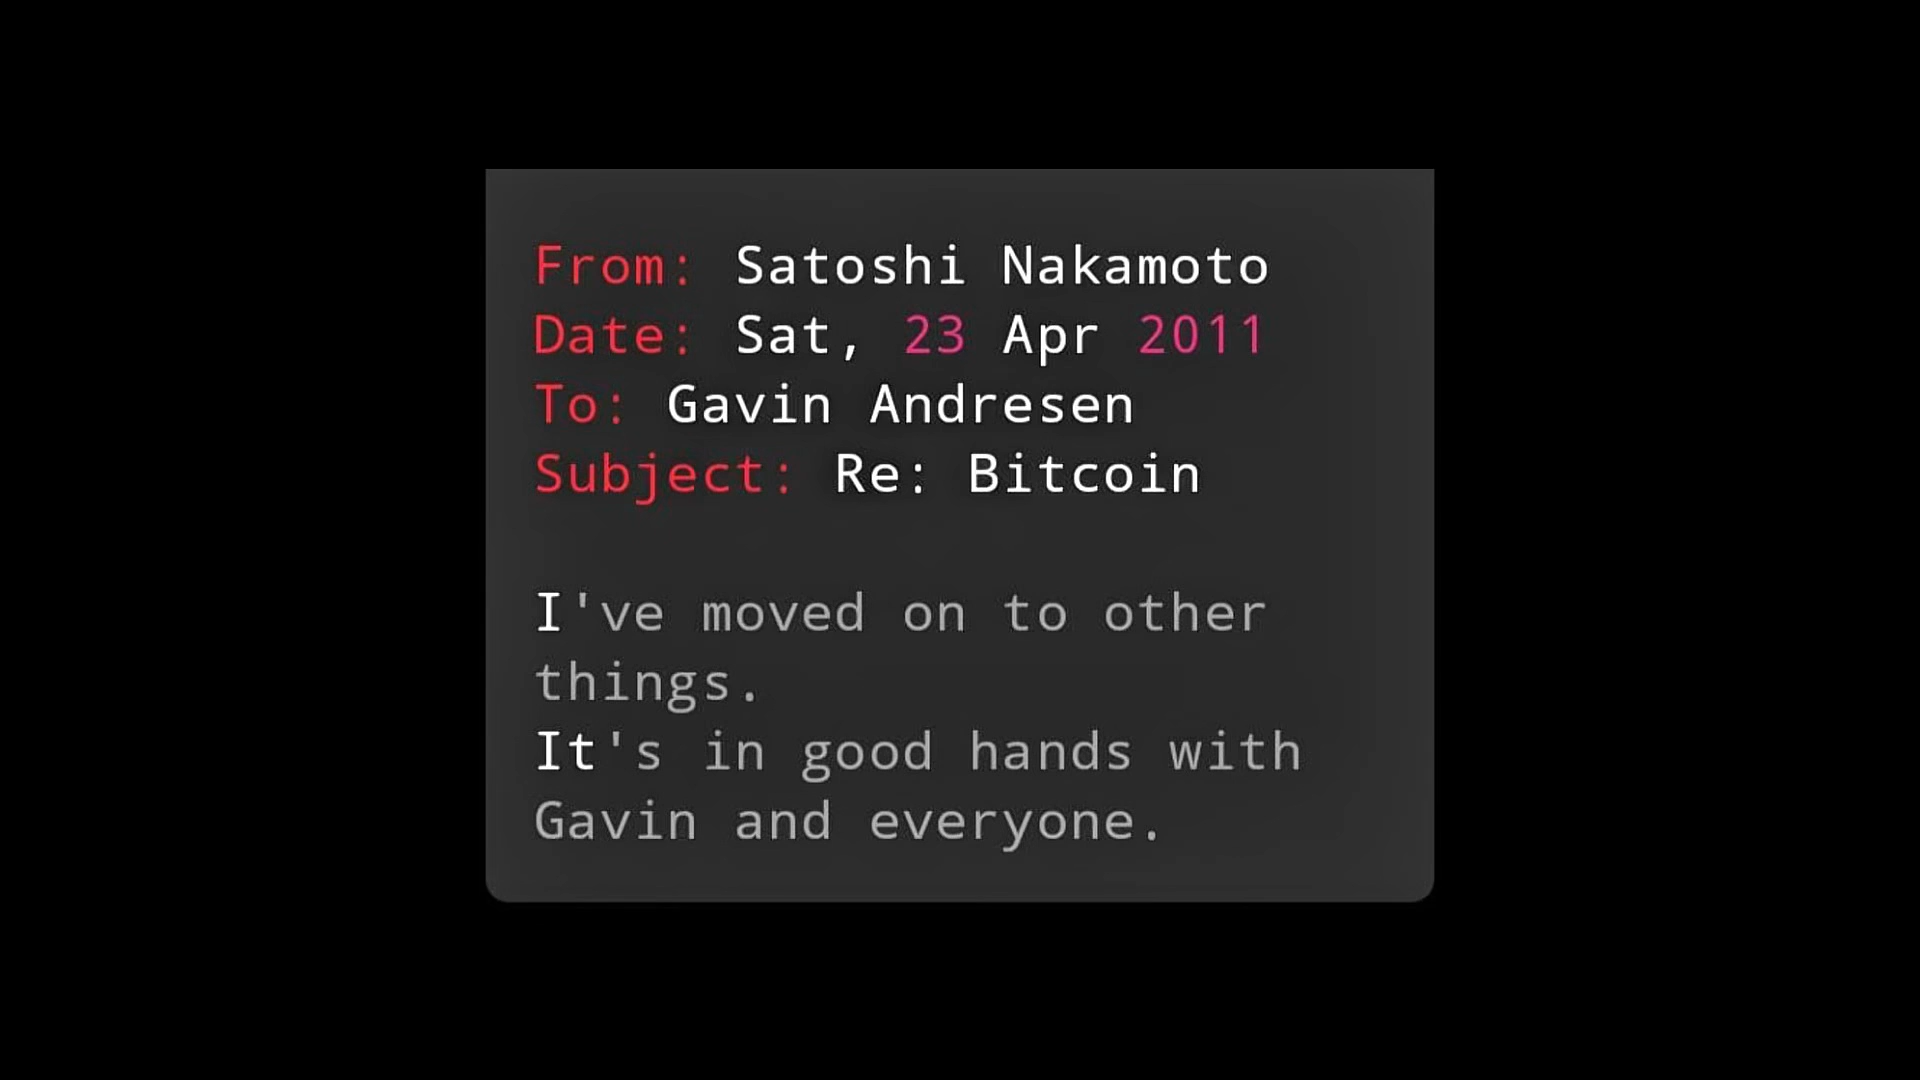 From: Satoshi Nakamoto
Date: Sat, 23 Apr 2011
To: Gavin Andresen
Subject: Re: Bitcoin
I've moved on to other
things.
It's in good hands with
Gavin and everyone.